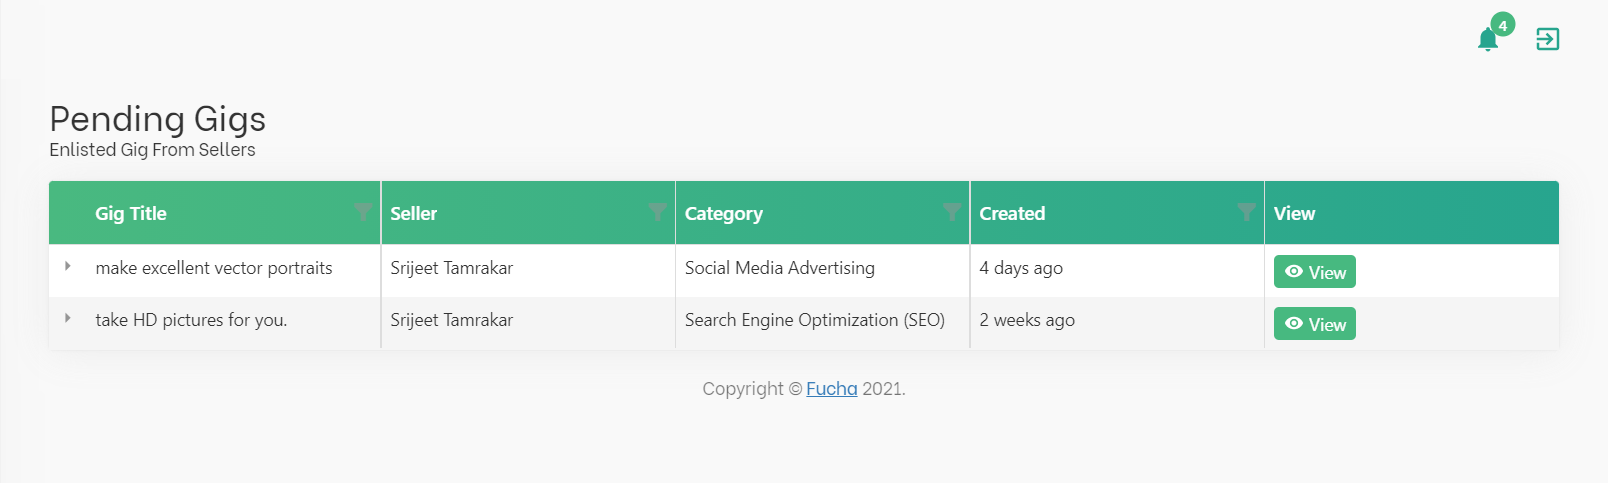 4
Pending Gigs
Enlisted Gig From Sellers
Gig Title Seller Category Created View
make excellent vector portraits Srijeet Tamrakar Social Media Advertising 4 days ago View
take HD pictures for you. Srijeet Tamrakar Search Engine Optimization (SEO) 2 weeks ago View
Copyright © Fucha 2021.